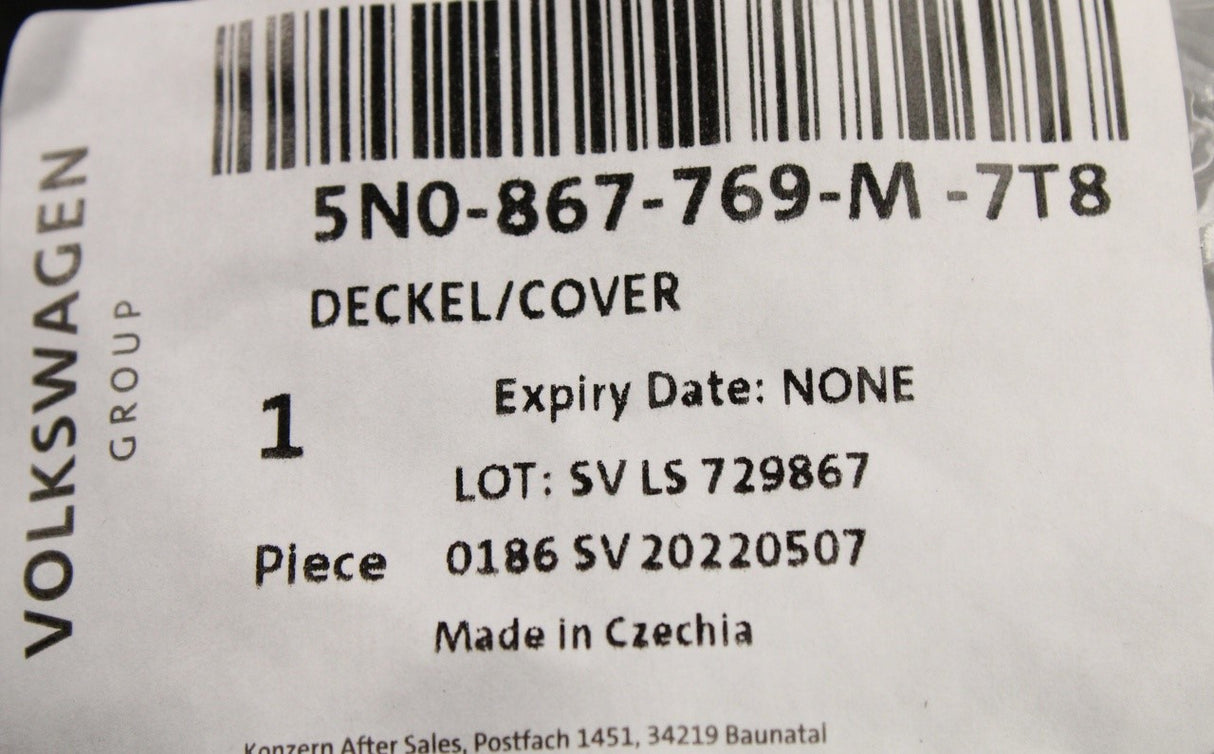 5N0-867-769-M -7T8
DECKEL/COVER
Expiry Date: NONE
1
LOT: SV LS 729867
Piece 0186 SV 20220507
Made in Czechia
Konzern After Sales, Postfach 1451, 34219 Baunatal
VOLKSWAGEN
GROUP